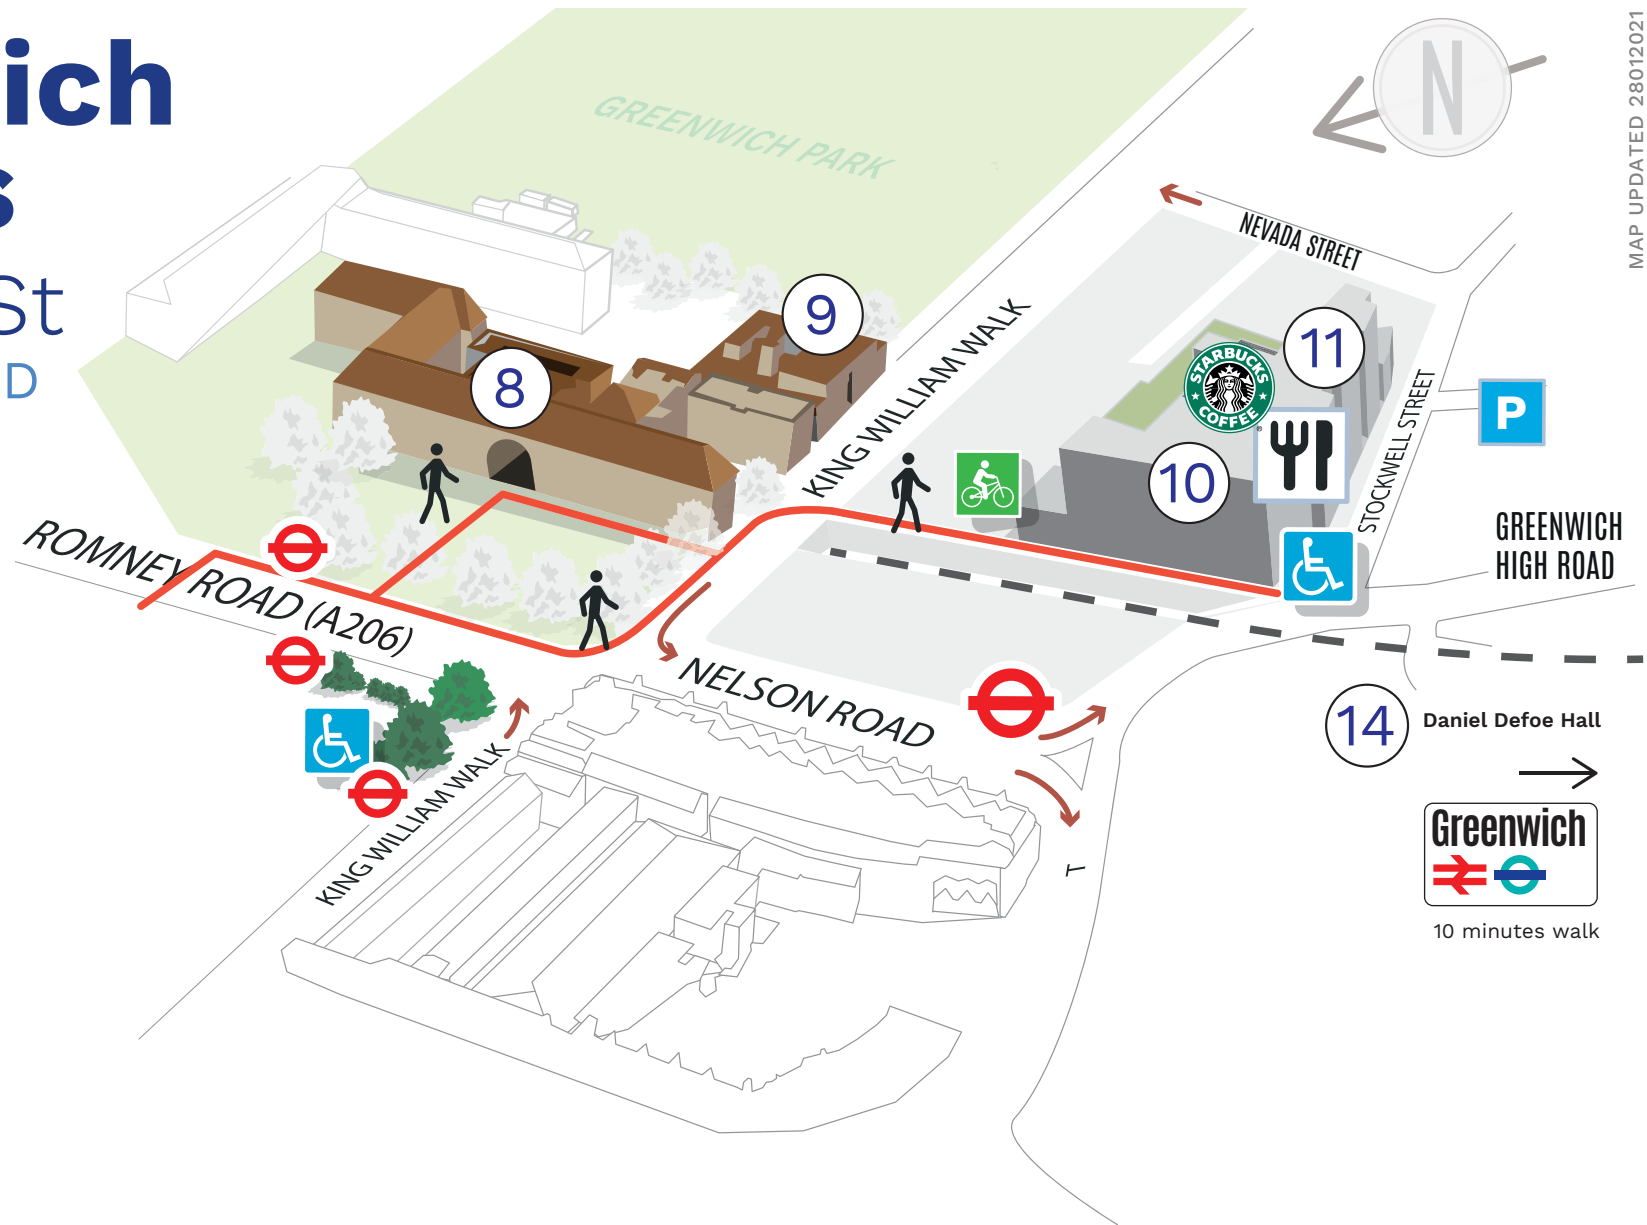 ich
s
St
D
MAP UPDATED 28012021
N
GREENWICH PARK
NEVADA STREET
9
11
KING WILLIAM WALK
8
STARBUCKS
COFFEE
®
STOCKWELL STREET
P
10
GREENWICH
HIGH ROAD
ROMNEY ROAD (A206)
NELSON ROAD
14
Daniel Defoe Hall
KING WILLIAM WALK
T
Greenwich
10 minutes walk